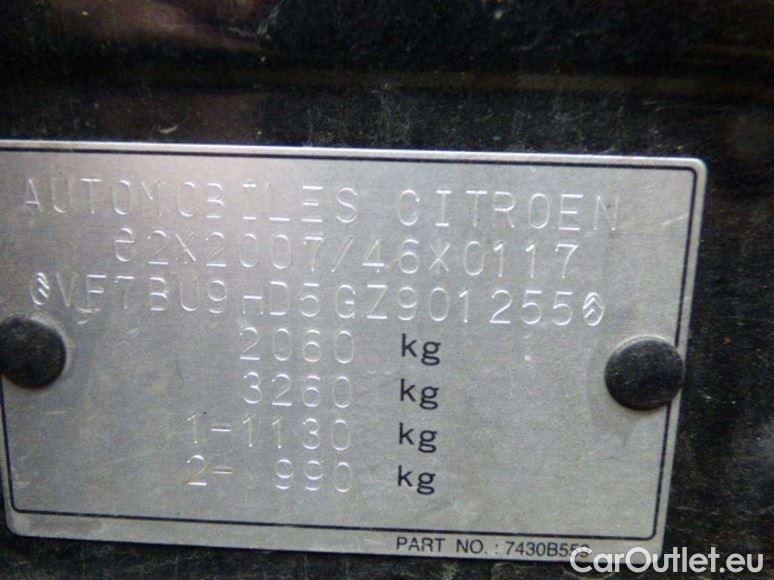 AUTOMOBILES CITROEN
e2*2007/46*0117
VF7BU9HD5GZ901255
2060 kg
3260 kg
1-1130 kg
2- 990 kg
PART NO. :
CarOutlet.eu